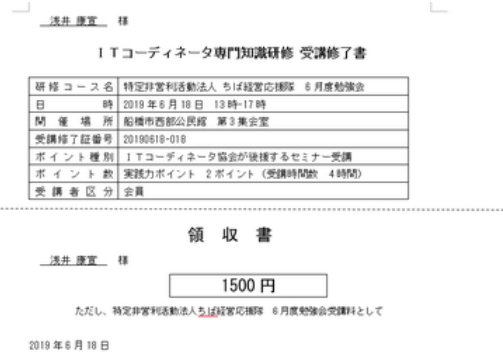 浅井 康宣 様
ITコーディネータ専門知識研修 受講修了書
研修コース名 特定非営利活動法人 ちば経営応援隊 6月度勉強会
日時 2019年6月18日 13時-17時
開催場所 船橋市西部公民館 第3集会室
受講修了証番号 20190618-018
ポイント種別 ITコーディネータ協会が後援するセミナー受講
ポイント数 実践力ポイント 2ポイント(受講時間数 4時間)
受講者区分 会員
領収書
浅井 康宣 様
1500円
ただし、特定非営利活動法人ちば経営応援隊 6月度勉強会受講料として
2019年6月18日